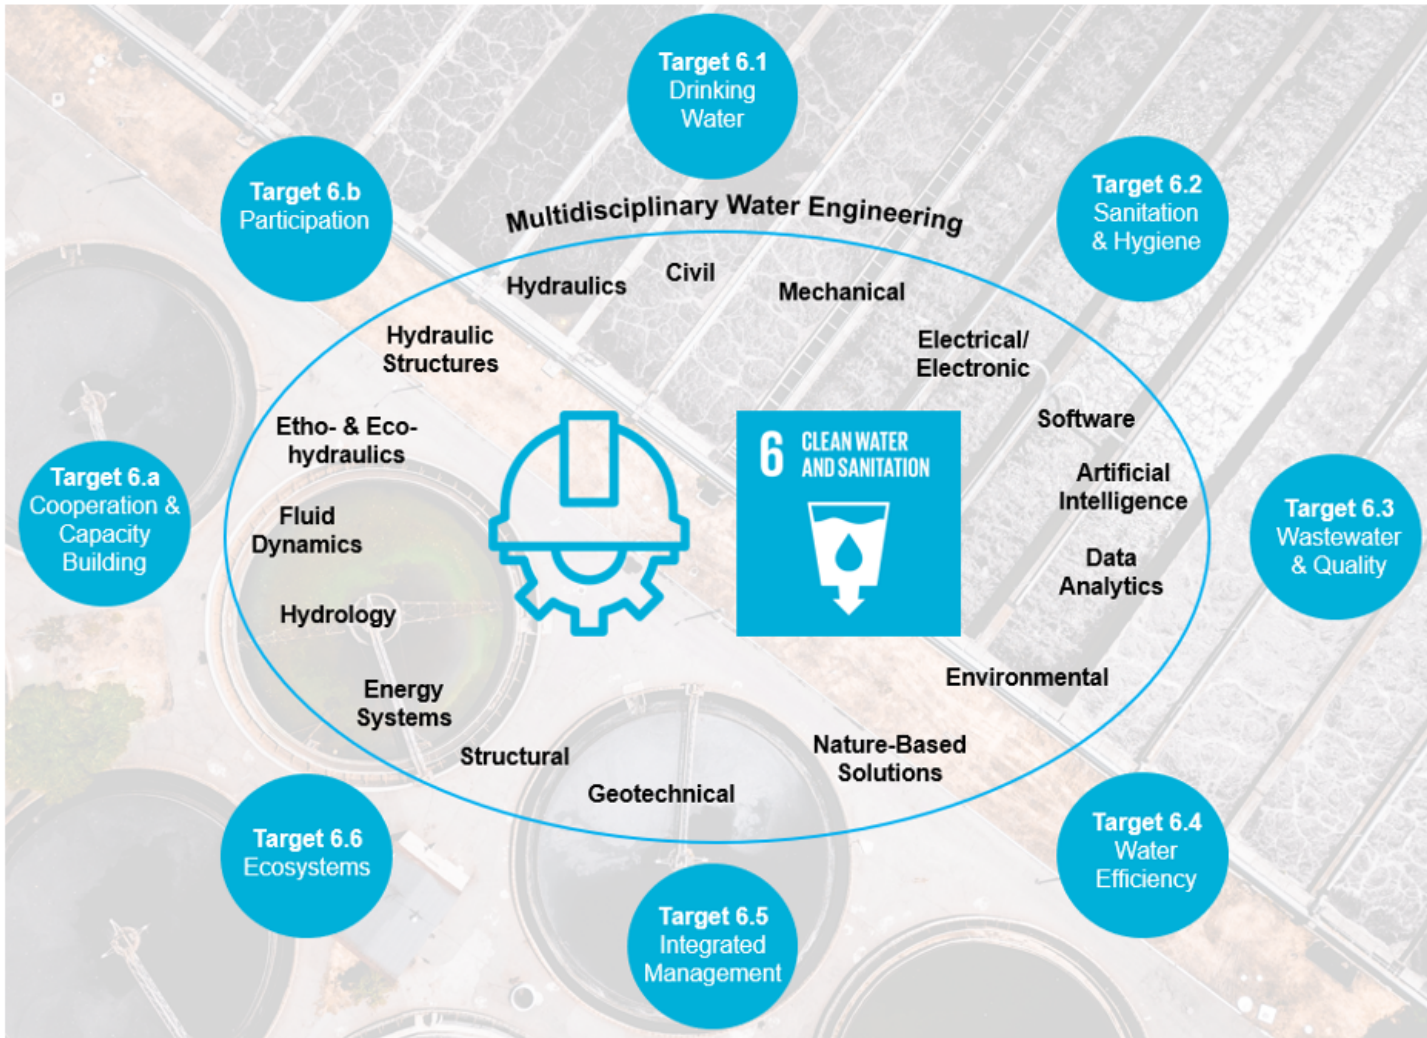 Target 6.1
Drinking
Water
Target 6.b
Participation
Target 6.2
Sanitation
& Hygiene
Multidisciplinary Water Engineering
Hydraulics
Civil
Mechanical
Hydraulic
Structures
Electrical/
Electronic
Etho- & Eco-
hydraulics
Software
6 CLEAN WATER
AND SANITATION
Artificial
Intelligence
Target 6.a
Cooperation &
Capacity
Building
Fluid
Dynamics
Data
Analytics
Target 6.3
Wastewater
& Quality
Hydrology
Environmental
Energy
Systems
Structural
Nature-Based
Solutions
Geotechnical
Target 6.6
Ecosystems
Target 6.4
Water
Efficiency
Target 6.5
Integrated
Management